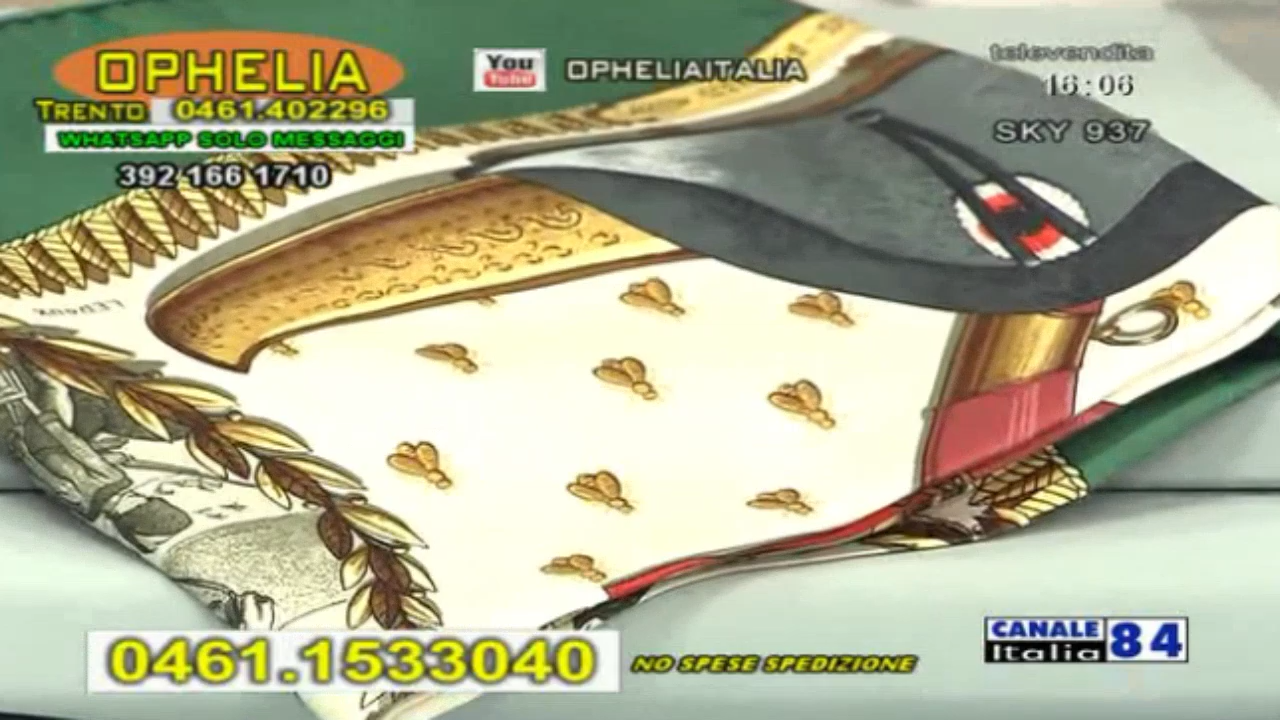 OPHELIA
TRENTO 0461.402296
WHATSAPP SOLO MESSAGGI
392 166 1710
You Tube OPHELIAITALIA
televendita
16:06
SKY 937
LEDOUX
0461.1533040
NO SPESE SPEDIZIONE
CANALE Italia 84